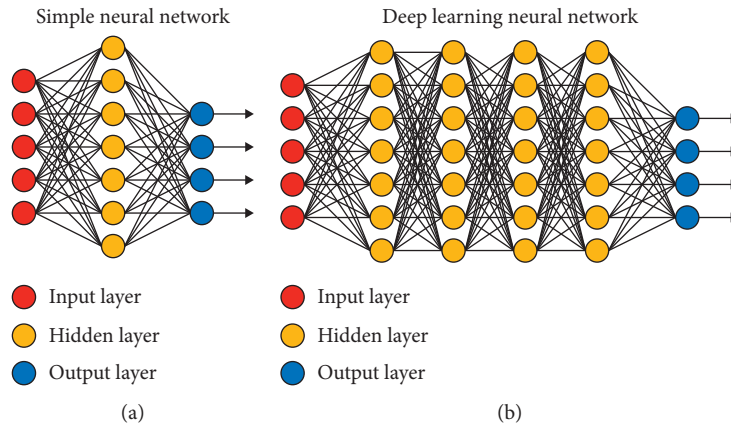 Simple neural network
Input layer
Hidden layer
Output layer
(a)
Deep learning neural network
Input layer
Hidden layer
Output layer
(b)